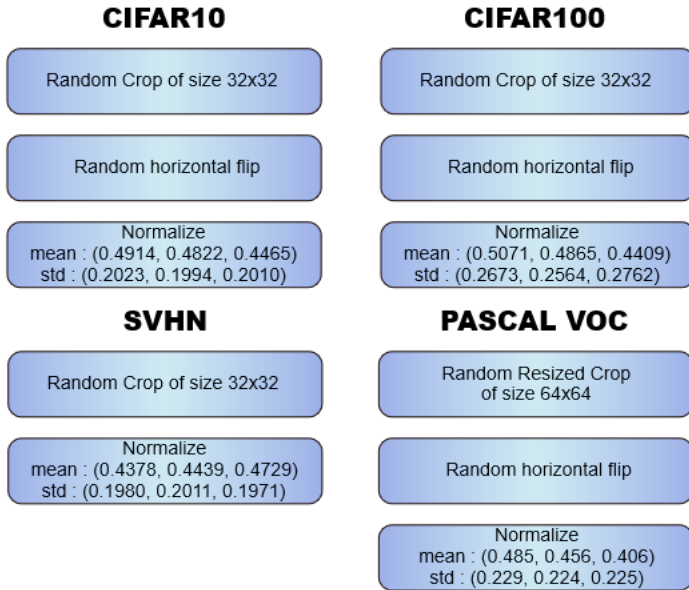 CIFAR10
Random Crop of size 32x32
Random horizontal flip
Normalize
mean : (0.4914, 0.4822, 0.4465)
std : (0.2023, 0.1994, 0.2010)
CIFAR100
Random Crop of size 32x32
Random horizontal flip
Normalize
mean : (0.5071, 0.4865, 0.4409)
std : (0.2673, 0.2564, 0.2762)
SVHN
Random Crop of size 32x32
Normalize
mean : (0.4378, 0.4439, 0.4729)
std : (0.1980, 0.2011, 0.1971)
PASCAL VOC
Random Resized Crop
of size 64x64
Random horizontal flip
Normalize
mean : (0.485, 0.456, 0.406)
std : (0.229, 0.224, 0.225)